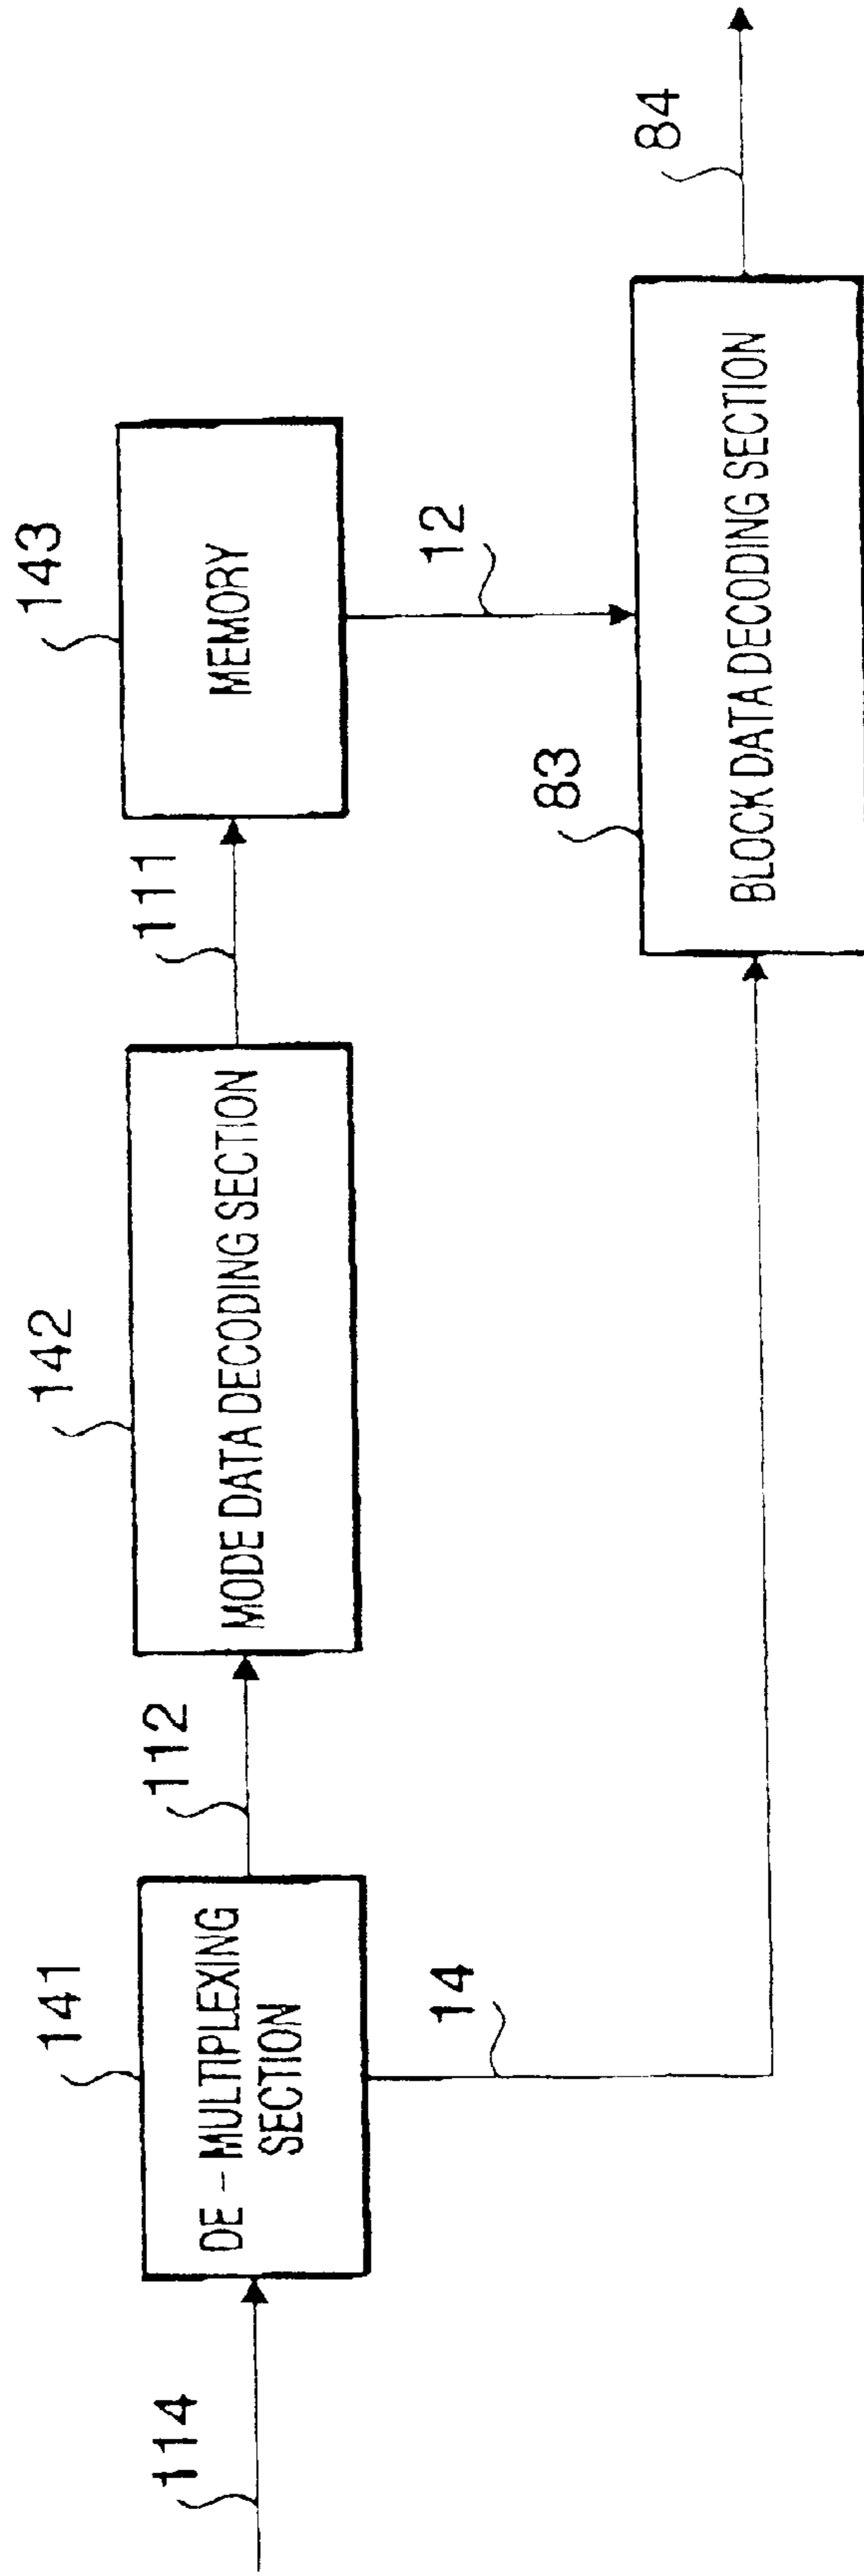 114
141
DE - MULTIPLEXING
SECTION
112
142
MODE DATA DECODING SECTION
111
143
MEMORY
12
14
83
BLOCK DATA DECODING SECTION
84